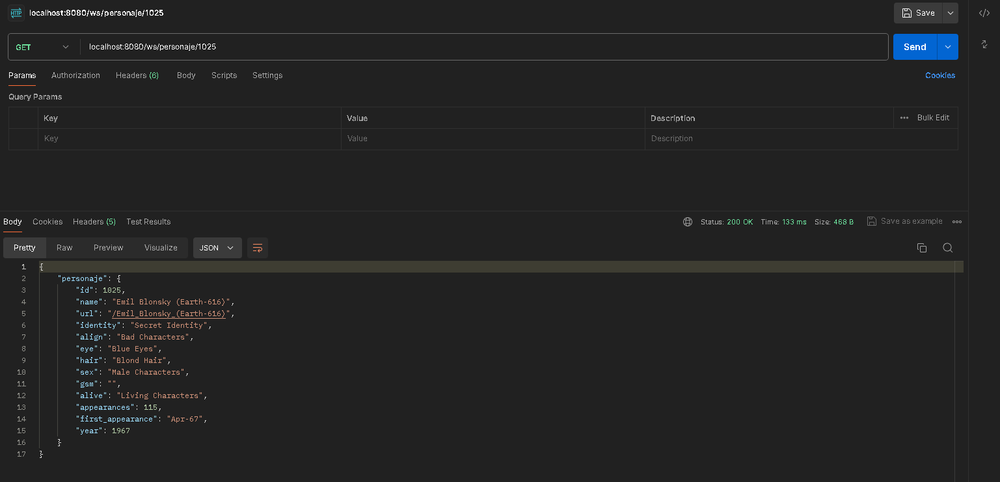 HTTP localhost:8080/ws/personaje/1025 Save </>
GET localhost:8080/ws/personaje/1025 Send
Params Authorization Headers (6) Body Scripts Settings Cookies
Query Params
Key Value Description ••• Bulk Edit
Key Value Description
Body Cookies Headers (5) Test Results Status: 200 OK Time: 133 ms Size: 468 B Save as example •••
Pretty Raw Preview Visualize JSON
1 {
2 "personaje": {
3 "id": 1025,
4 "name": "Emil Blonsky (Earth-616)",
5 "url": "/Emil_Blonsky_(Earth-616)",
6 "identity": "Secret Identity",
7 "align": "Bad Characters",
8 "eye": "Blue Eyes",
9 "hair": "Blond Hair",
10 "sex": "Male Characters",
11 "gsm": "",
12 "alive": "Living Characters",
13 "appearances": 115,
14 "first_appearance": "Apr-67",
15 "year": 1967
16 }
17 }